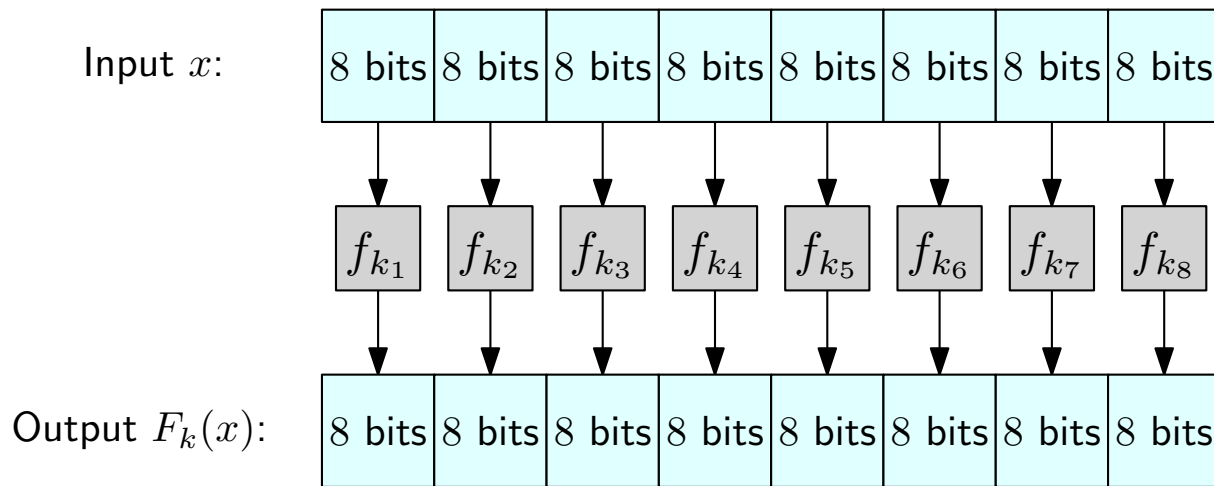 Input x: 8 bits 8 bits 8 bits 8 bits 8 bits 8 bits 8 bits 8 bits
f_{k_1} f_{k_2} f_{k_3} f_{k_4} f_{k_5} f_{k_6} f_{k_7} f_{k_8}
Output F_k(x): 8 bits 8 bits 8 bits 8 bits 8 bits 8 bits 8 bits 8 bits